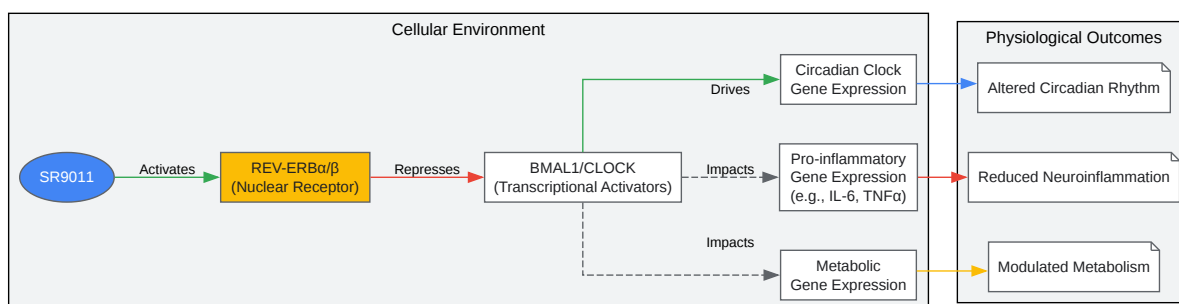 Cellular Environment
Physiological Outcomes
SR9011
Activates
REV-ERBα/β
(Nuclear Receptor)
Represses
BMAL1/CLOCK
(Transcriptional Activators)
Drives
Circadian Clock
Gene Expression
Altered Circadian Rhythm
Impacts
Pro-inflammatory
Gene Expression
(e.g., IL-6, TNFα)
Reduced Neuroinflammation
Impacts
Metabolic
Gene Expression
Modulated Metabolism